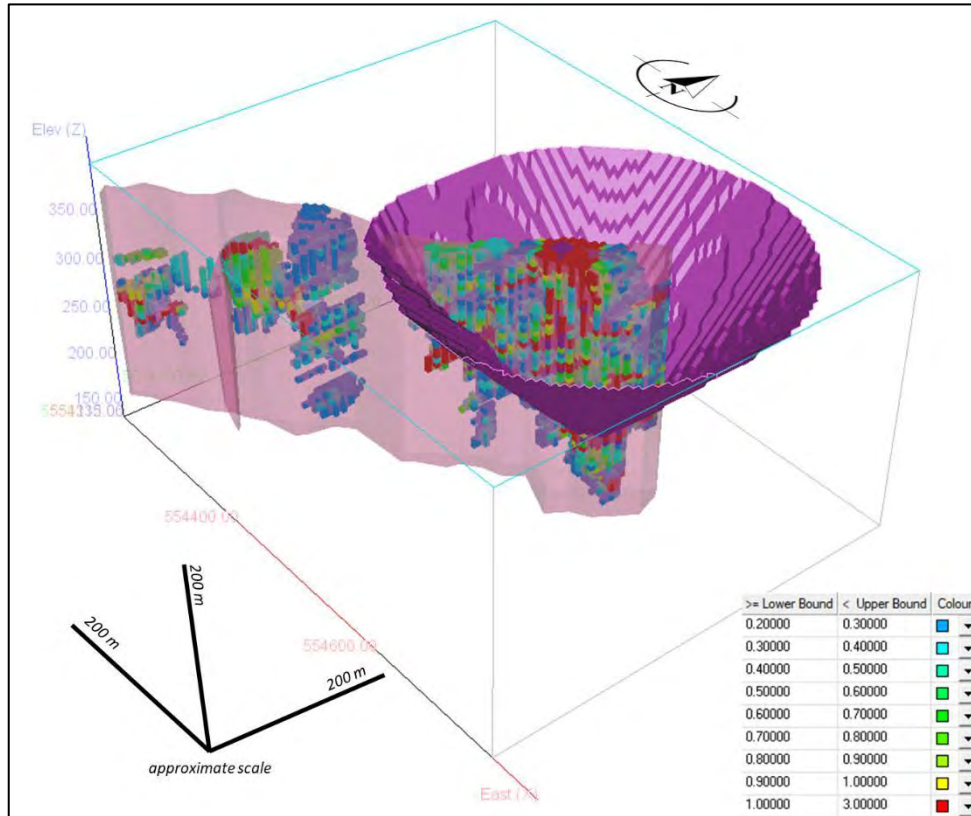 Elev (Z)
350.00
300.00
250.00
200.00
150.00
135.00
554400.00
554600.00
East (X)
N
200 m
200 m
200 m
approximate scale
>= Lower Bound < Upper Bound Colour
0.20000 0.30000
0.30000 0.40000
0.40000 0.50000
0.50000 0.60000
0.60000 0.70000
0.70000 0.80000
0.80000 0.90000
0.90000 1.00000
1.00000 3.00000